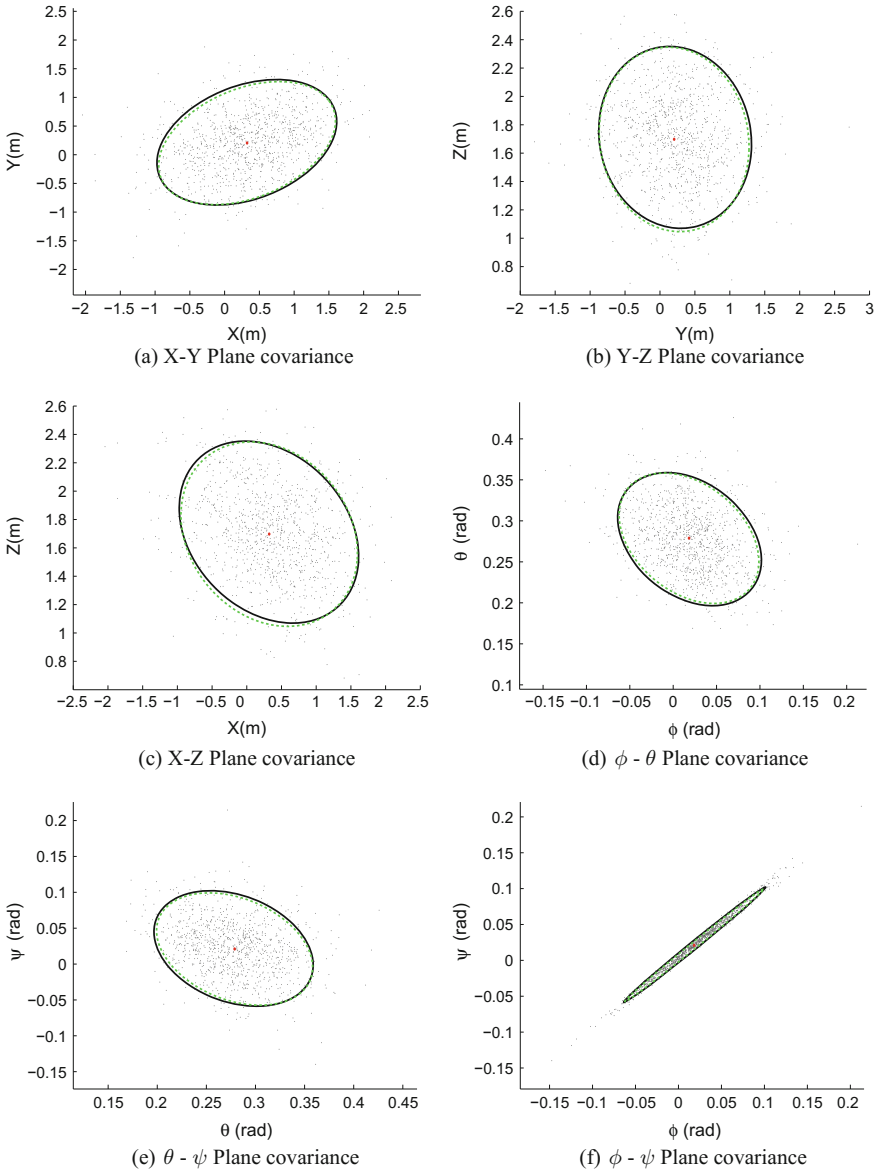 2.5
2
1.5
1
0.5
0
−0.5
−1
−1.5
−2
Y(m)
−2 −1.5 −1 −0.5 0 0.5 1 1.5 2 2.5
X(m)
(a) X-Y Plane covariance
2.6
2.4
2.2
2
1.8
1.6
1.4
1.2
1
0.8
0.6
Z(m)
−2 −1.5 −1 −0.5 0 0.5 1 1.5 2 2.5 3
Y(m)
(b) Y-Z Plane covariance
2.6
2.4
2.2
2
1.8
1.6
1.4
1.2
1
0.8
Z(m)
−2.5 −2 −1.5 −1 −0.5 0 0.5 1 1.5 2 2.5
X(m)
(c) X-Z Plane covariance
0.4
0.35
0.3
0.25
0.2
0.15
0.1
θ (rad)
−0.15 −0.1 −0.05 0 0.05 0.1 0.15 0.2
ϕ (rad)
(d) ϕ - θ Plane covariance
0.2
0.15
0.1
0.05
0
−0.05
−0.1
−0.15
ψ (rad)
0.15 0.2 0.25 0.3 0.35 0.4 0.45
θ (rad)
(e) θ - ψ Plane covariance
0.2
0.15
0.1
0.05
0
−0.05
−0.1
−0.15
ψ (rad)
−0.15 −0.1 −0.05 0 0.05 0.1 0.15 0.2
ϕ (rad)
(f) ϕ - ψ Plane covariance